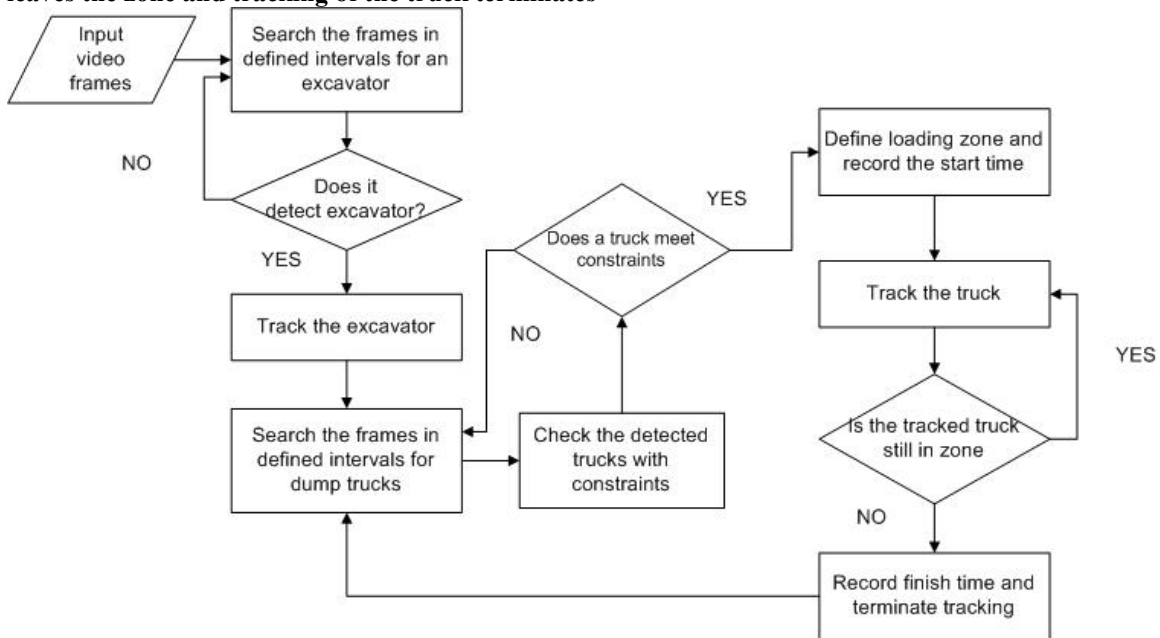 leaves the zone and tracking of the truck terminates
Input
video
frames
Search the frames in
defined intervals for an
excavator
NO
Does it
detect excavator?
YES
Track the excavator
Search the frames in
defined intervals for
dump trucks
Check the detected
trucks with
constraints
Does a truck meet
constraints
NO
YES
Define loading zone and
record the start time
Track the truck
YES
Is the tracked truck
still in zone
NO
Record finish time and
terminate tracking